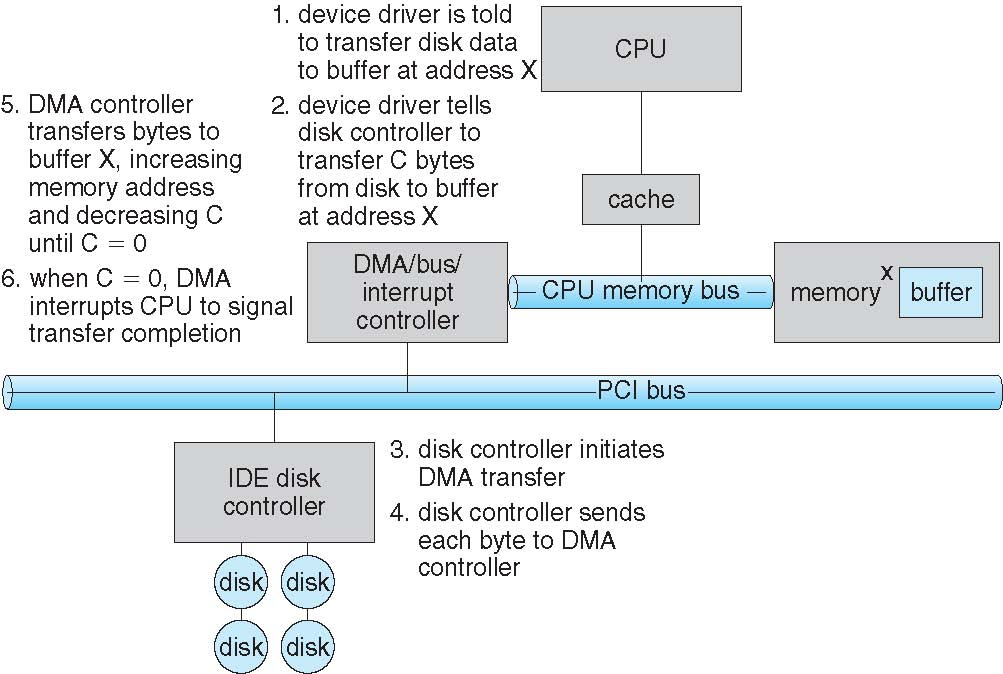 1. device driver is told
to transfer disk data
to buffer at address X
2. device driver tells
disk controller to
transfer C bytes
from disk to buffer
at address X
5. DMA controller
transfers bytes to
buffer X, increasing
memory address
and decreasing C
until C = 0
6. when C = 0, DMA
interrupts CPU to signal
transfer completion
CPU
cache
DMA/bus/
interrupt
controller
CPU memory bus
memory
x
buffer
PCI bus
IDE disk
controller
3. disk controller initiates
DMA transfer
4. disk controller sends
each byte to DMA
controller
disk
disk
disk
disk